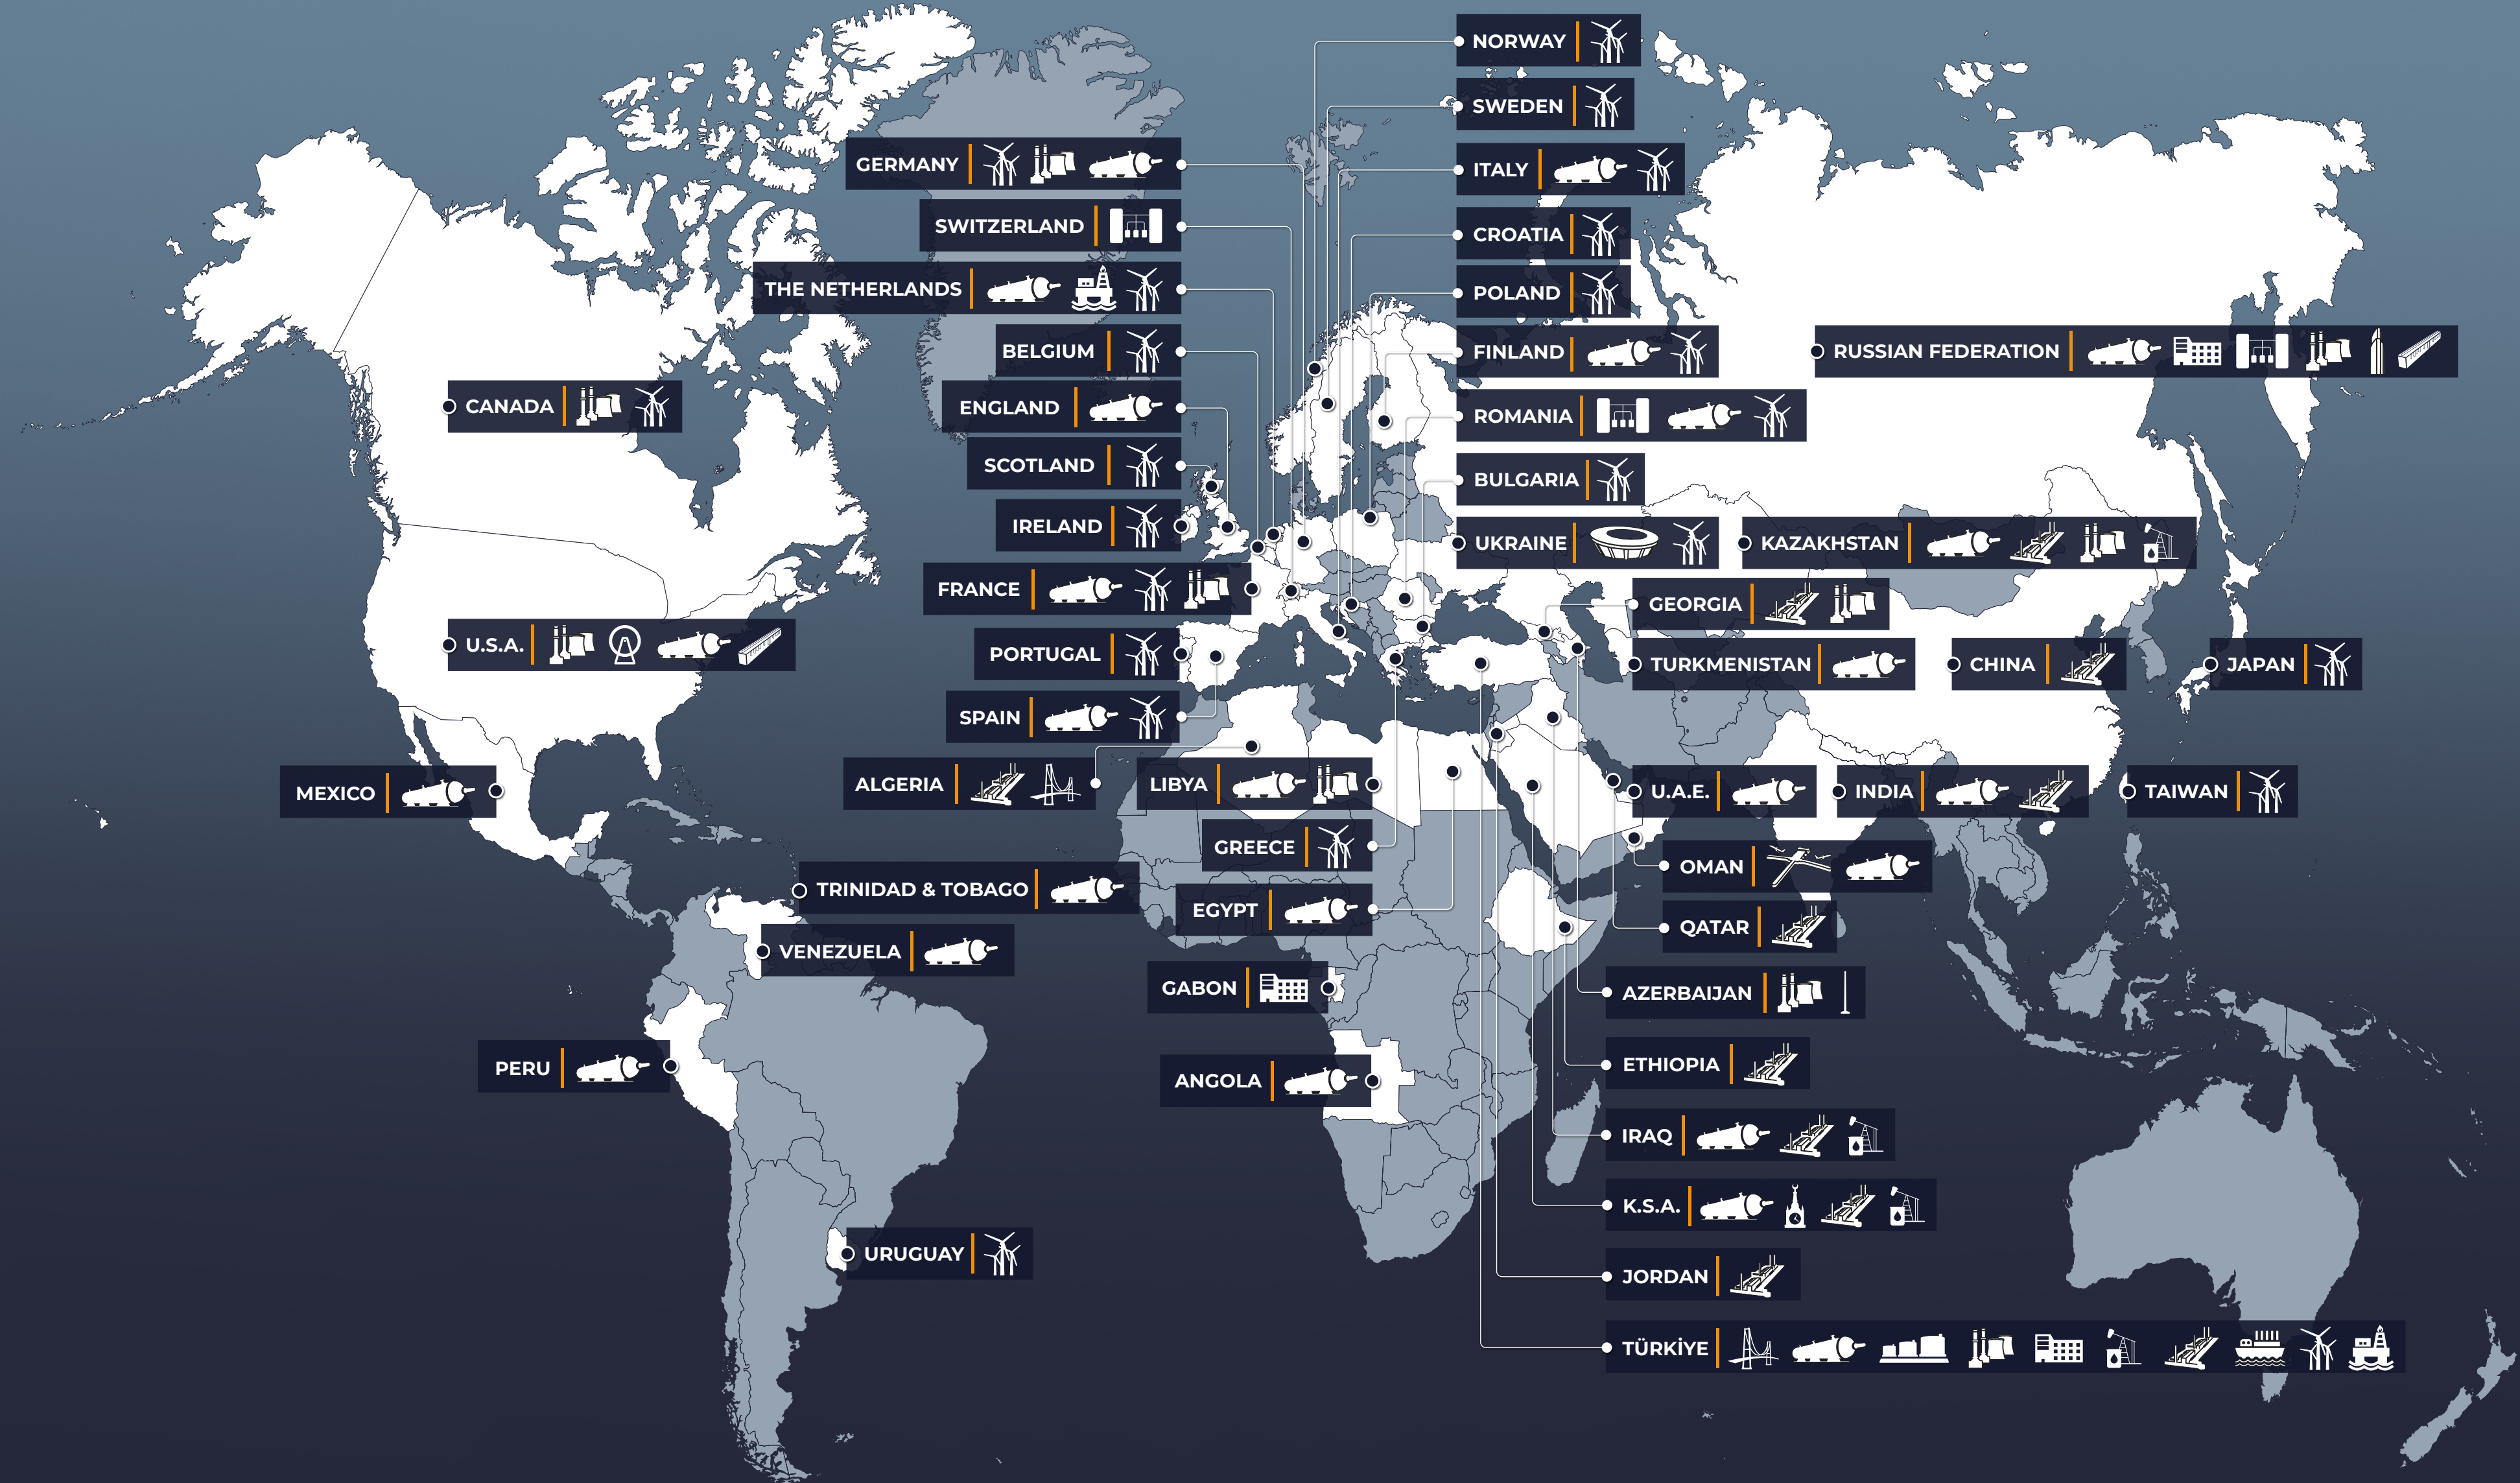 NORWAY
SWEDEN
GERMANY
ITALY
SWITZERLAND
CROATIA
THE NETHERLANDS
POLAND
BELGIUM
FINLAND
RUSSIAN FEDERATION
CANADA
ENGLAND
ROMANIA
SCOTLAND
BULGARIA
IRELAND
UKRAINE
KAZAKHSTAN
FRANCE
GEORGIA
U.S.A.
PORTUGAL
TURKMENISTAN
CHINA
JAPAN
SPAIN
MEXICO
ALGERIA
LIBYA
U.A.E.
INDIA
TAIWAN
GREECE
OMAN
TRINIDAD & TOBAGO
EGYPT
QATAR
VENEZUELA
GABON
AZERBAIJAN
PERU
ANGOLA
ETHIOPIA
IRAQ
K.S.A.
URUGUAY
JORDAN
TÜRKİYE